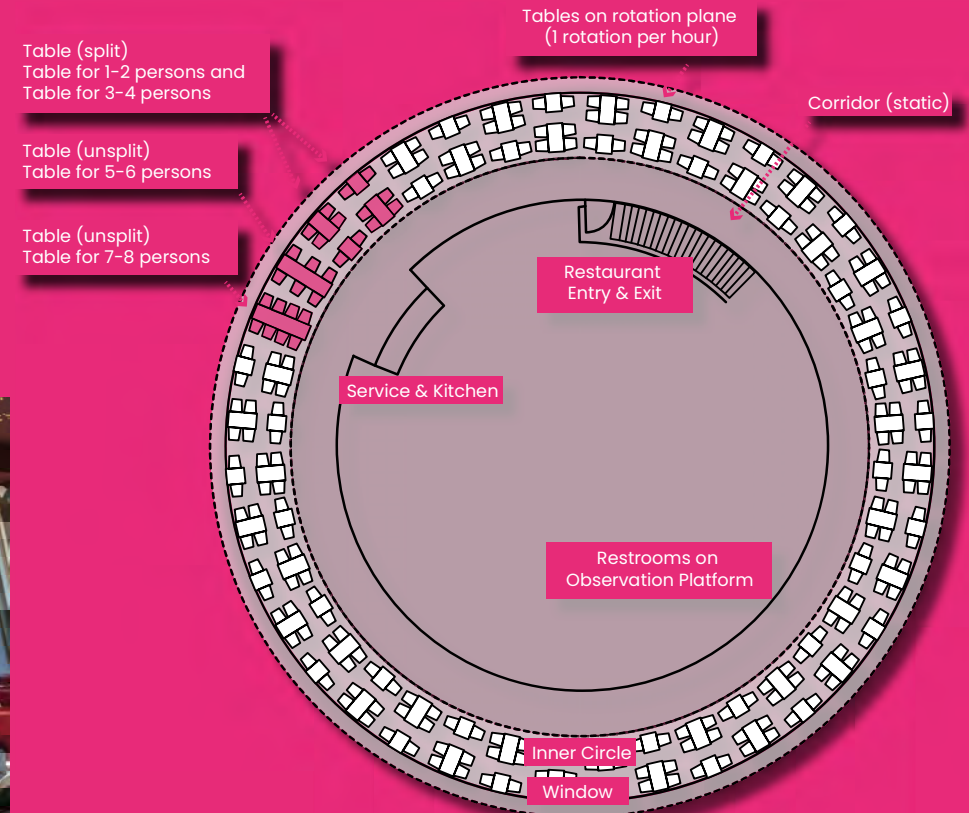 Tables on rotation plane
(1 rotation per hour)
Table (split)
Table for 1-2 persons and
Table for 3-4 persons
Corridor (static)
Table (unsplit)
Table for 5-6 persons
Table (unsplit)
Table for 7-8 persons
Restaurant
Entry & Exit
Service & Kitchen
Restrooms on
Observation Platform
Inner Circle
Window